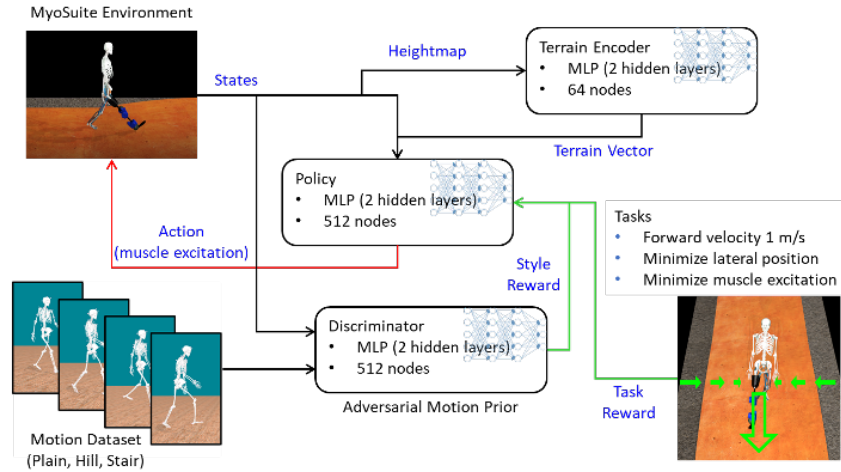 MyoSuite Environment
States
Heightmap
Terrain Encoder
• MLP (2 hidden layers)
• 64 nodes
Terrain Vector
Policy
• MLP (2 hidden layers)
• 512 nodes
Action
(muscle excitation)
Style
Reward
Tasks
• Forward velocity 1 m/s
• Minimize lateral position
• Minimize muscle excitation
Discriminator
• MLP (2 hidden layers)
• 512 nodes
Adversarial Motion Prior
Task
Reward
Motion Dataset
(Plain, Hill, Stair)